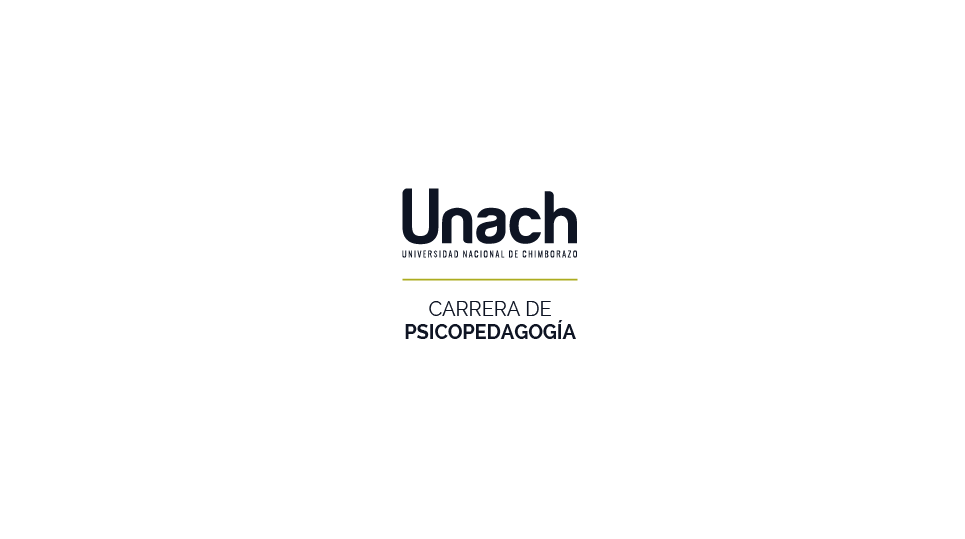 Unach
UNIVERSIDAD NACIONAL DE CHIMBORAZO
CARRERA DE
PSICOPEDAGOGÍA